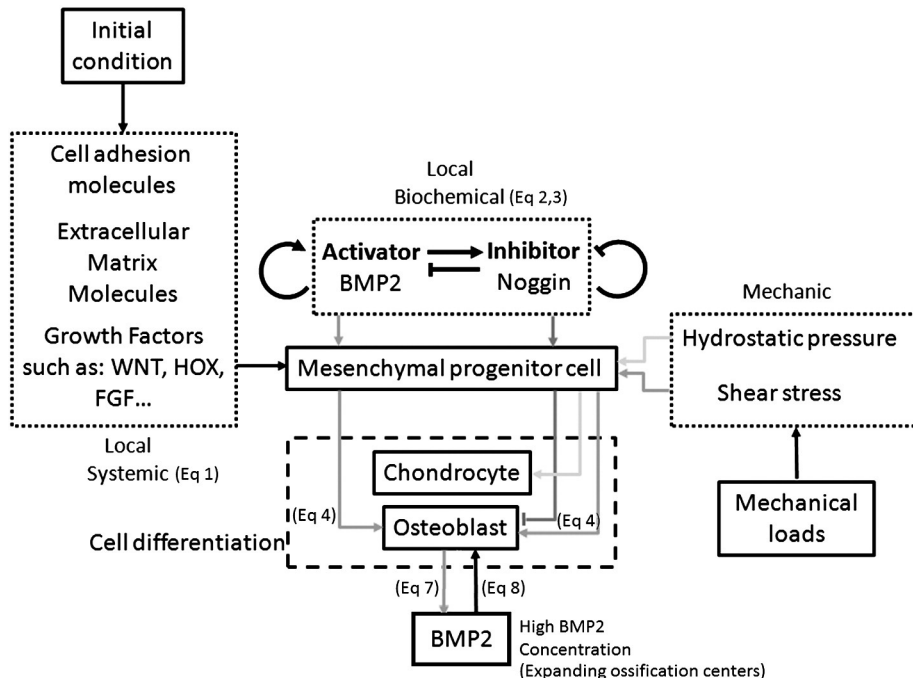 Initial
condition
Cell adhesion
molecules
Extracellular
Matrix
Molecules
Growth Factors
such as: WNT, HOX,
FGF...
Local
Systemic (Eq 1)
Local
Biochemical (Eq 2,3)
Activator
BMP2
Inhibitor
Noggin
Mesenchymal progenitor cell
Mechanic
Hydrostatic pressure
Shear stress
Mechanical
loads
Chondrocyte
(Eq 4)
Osteoblast
(Eq 4)
Cell differentiation
(Eq 7)
(Eq 8)
BMP2
High BMP2
Concentration
(Expanding ossification centers)